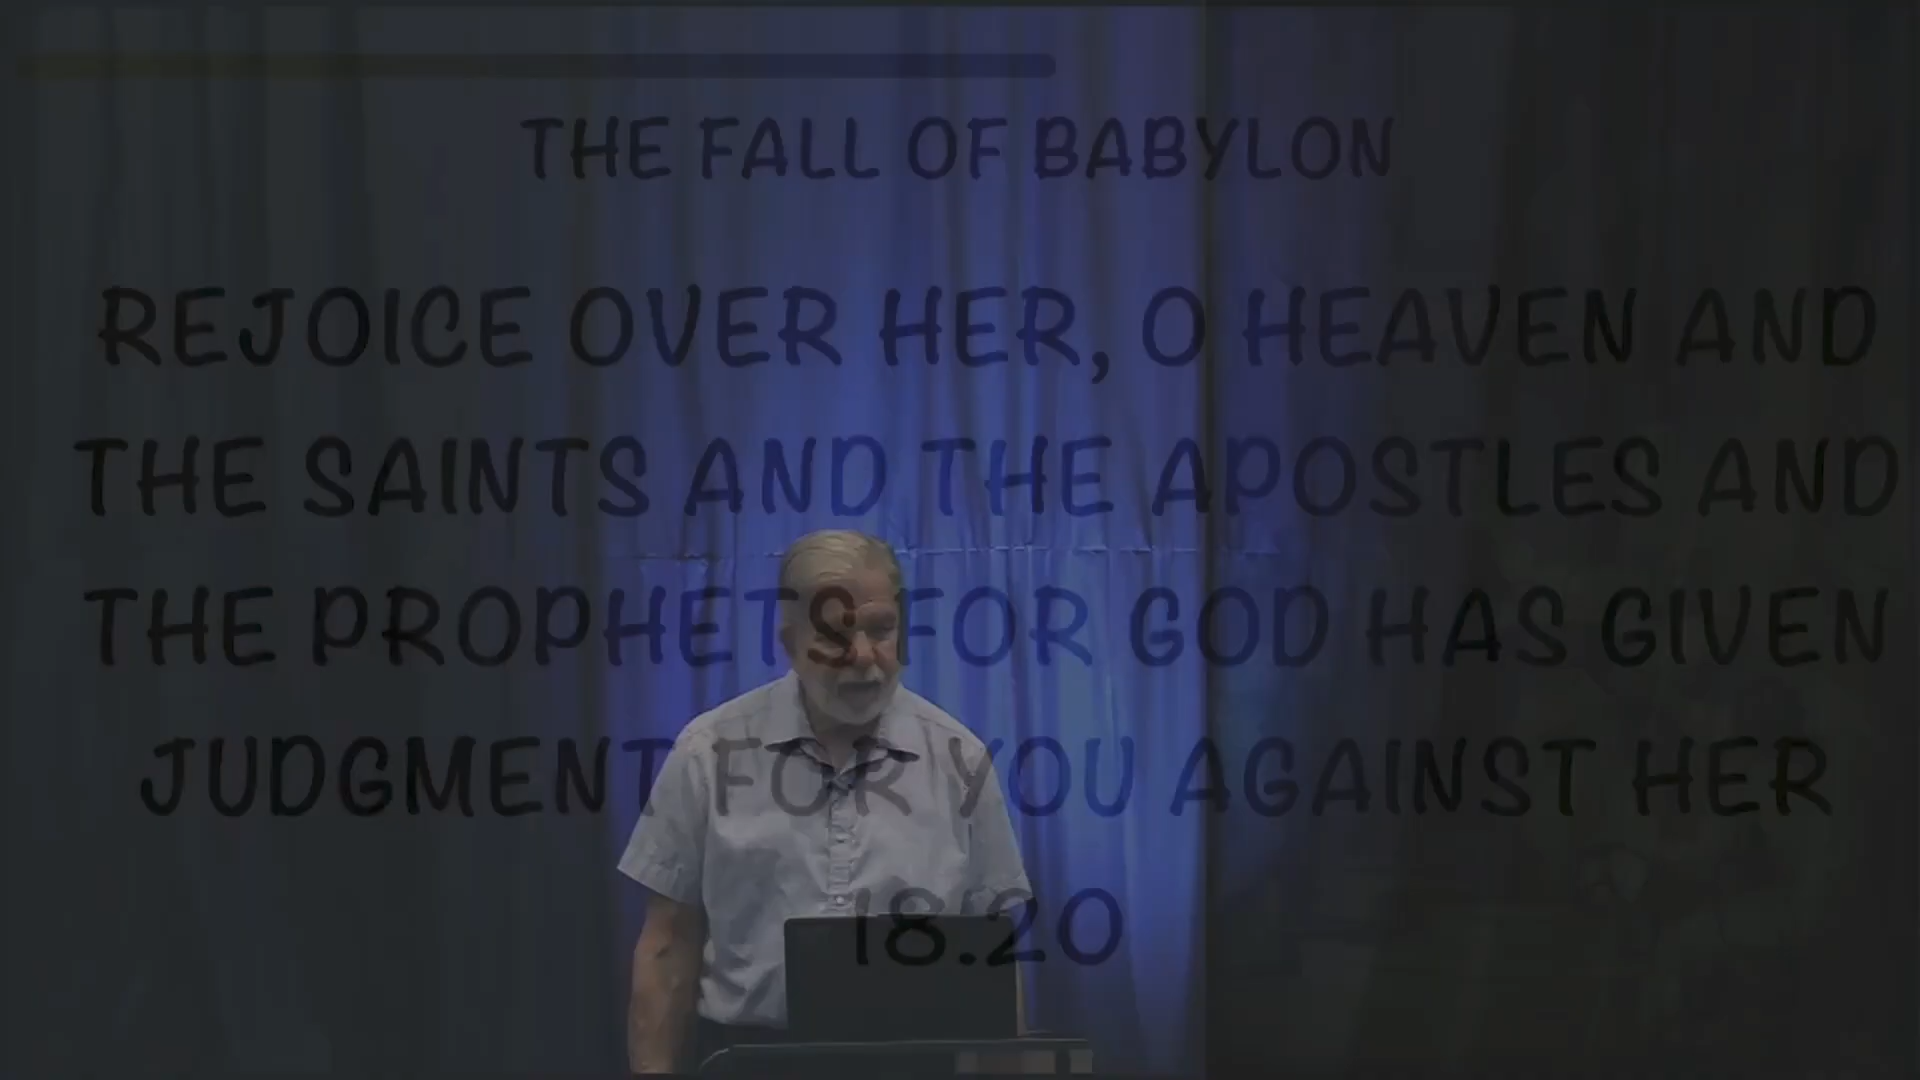 THE FALL OF BABYLON
REJOICE OVER HER, O HEAVEN AND
THE SAINTS AND THE APOSTLES AND
THE PROPHETS FOR GOD HAS GIVEN
JUDGMENT FOR YOU AGAINST HER
18:20